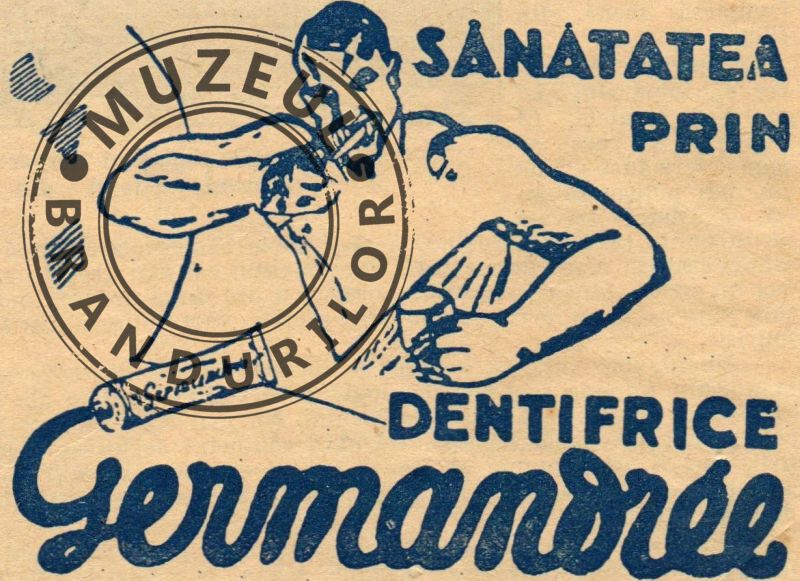 SĂNĂTATEA
PRIN
MUZEUL
BRANDURILOR
DENTIFRICE
Germandrée